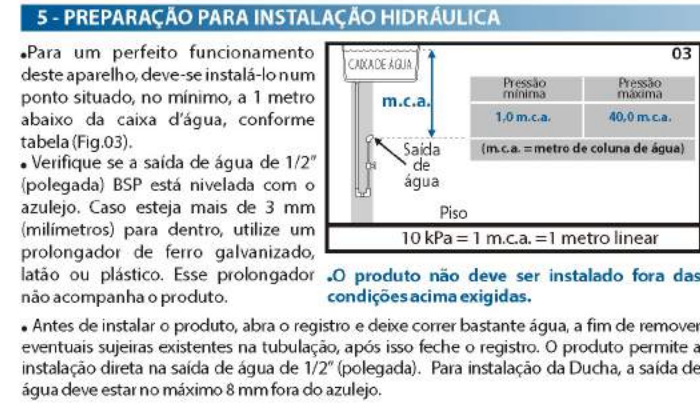 5 - PREPARAÇÃO PARA INSTALAÇÃO HIDRÁULICA
•Para um perfeito funcionamento
deste aparelho, deve-se instalá-lo num
ponto situado, no mínimo, a 1 metro
abaixo da caixa d'água, conforme
tabela (Fig.03).
• Verifique se a saída de água de 1/2"
(polegada) BSP está nivelada com o
azulejo. Caso esteja mais de 3 mm
(milímetros) para dentro, utilize um
prolongador de ferro galvanizado,
latão ou plástico. Esse prolongador
não acompanha o produto.
03
CAIXA DE ÁGUA
m.c.a.
Pressão mínima
Pressão máxima
1,0 m.c.a.
40,0 m.c.a.
(m.c.a. = metro de coluna de água)
Saída
de
água
Piso
10 kPa = 1 m.c.a. = 1 metro linear
•O produto não deve ser instalado fora das
condições acima exigidas.
• Antes de instalar o produto, abra o registro e deixe correr bastante água, a fim de remover
eventuais sujeiras existentes na tubulação, após isso feche o registro. O produto permite a
instalação direta na saída de água de 1/2" (polegada). Para instalação da Ducha, a saída de
água deve estar no máximo 8 mm fora do azulejo.